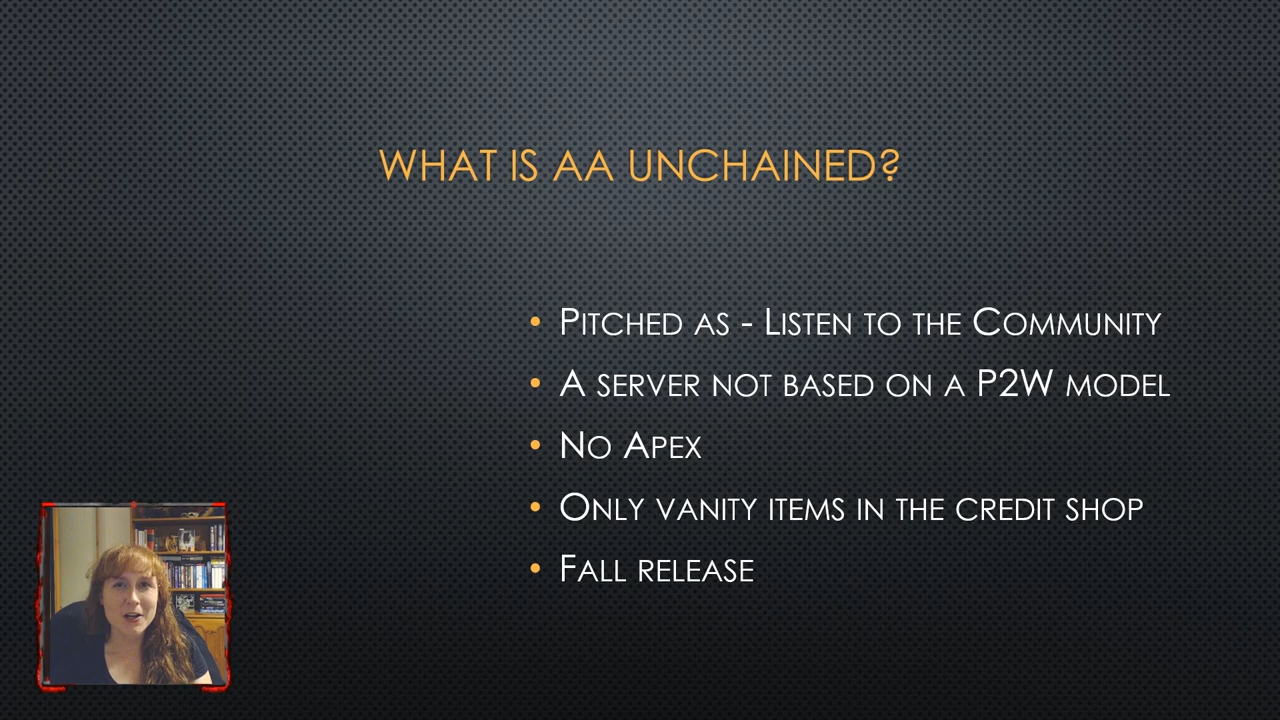 WHAT IS AA UNCHAINED?
• PITCHED AS - LISTEN TO THE COMMUNITY
• A SERVER NOT BASED ON A P2W MODEL
• NO APEX
• ONLY VANITY ITEMS IN THE CREDIT SHOP
• FALL RELEASE